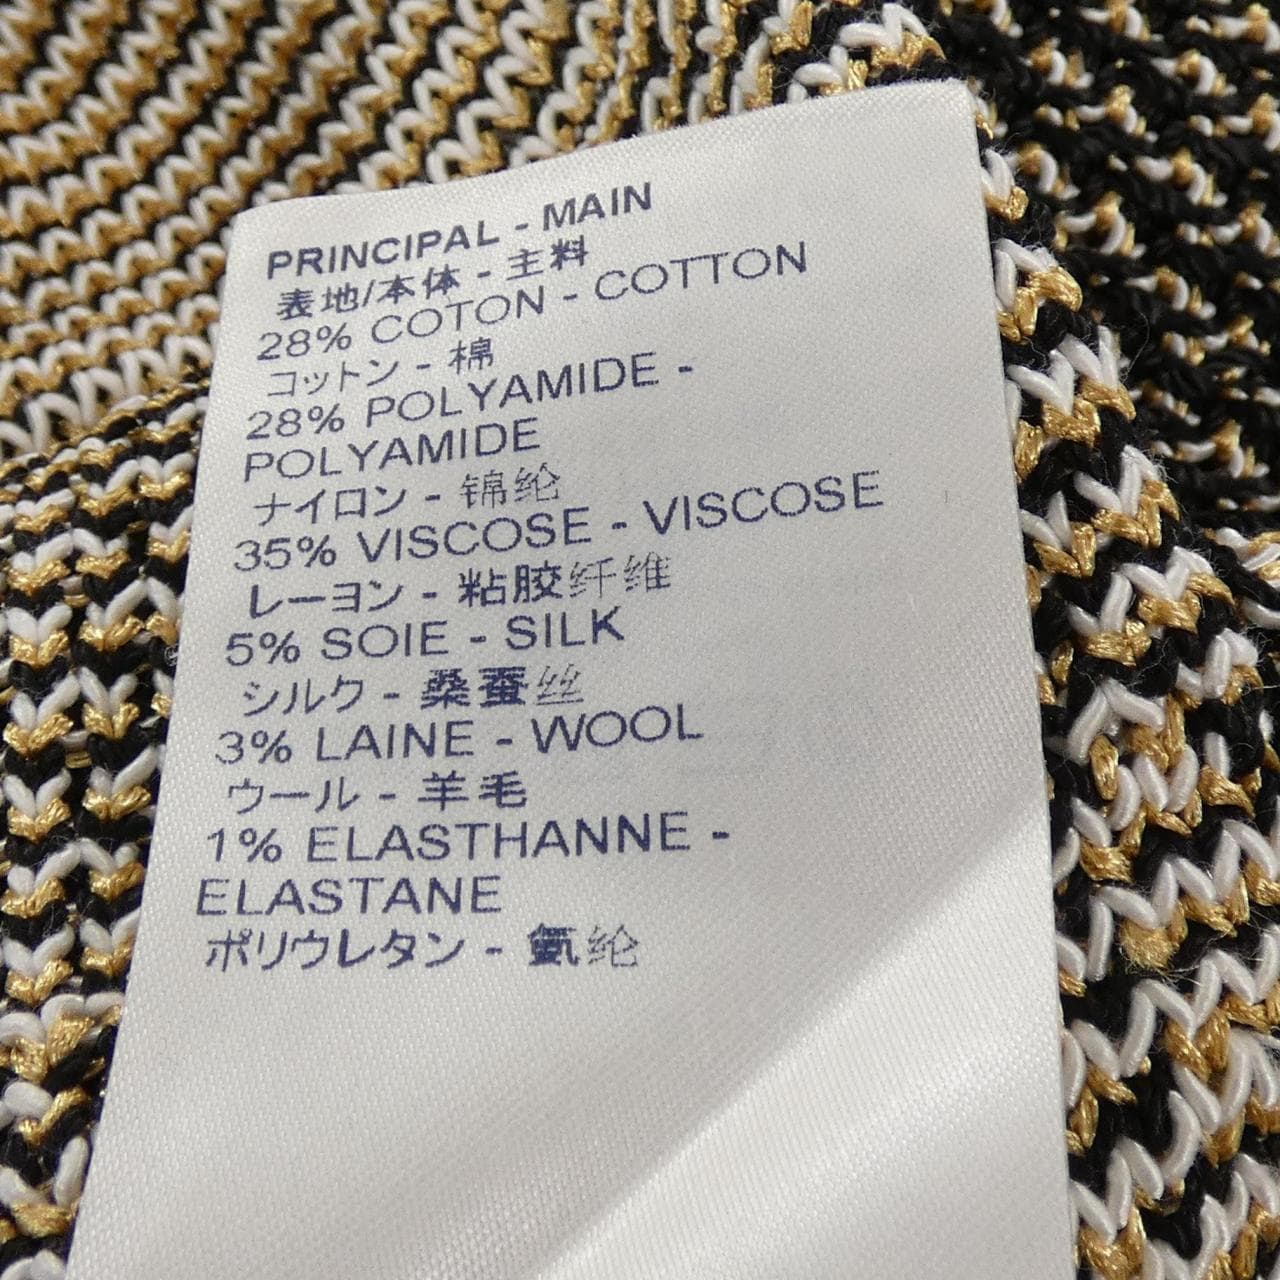 PRINCIPAL - MAIN
表地/本体 - 主料
28% COTON - COTTON
コットン - 棉
28% POLYAMIDE -
POLYAMIDE
ナイロン - 锦纶
35% VISCOSE - VISCOSE
レーヨン - 粘胶纤维
5% SOIE - SILK
シルク - 桑蚕丝
3% LAINE - WOOL
ウール - 羊毛
1% ELASTHANNE -
ELASTANE
ポリウレタン - 氨纶